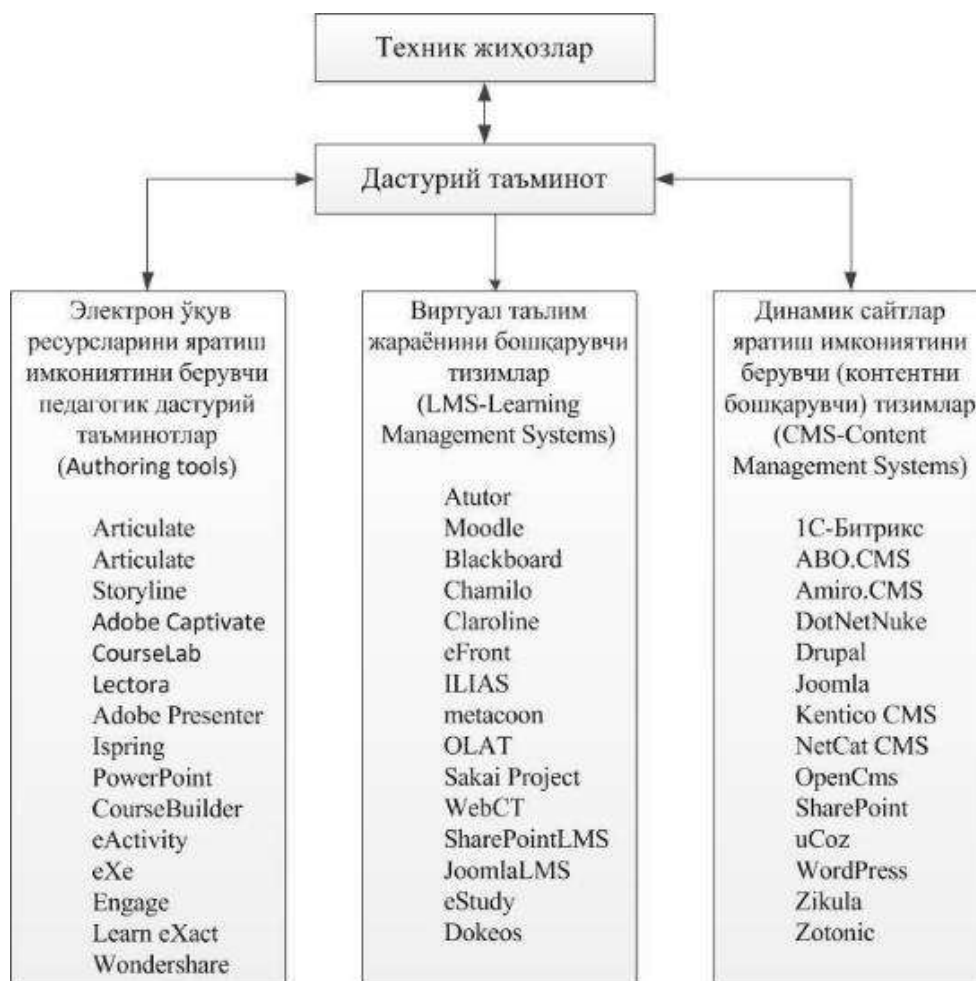 Техник жиҳозлар
Дастурий таъминот
Электрон ўқув
ресурсларини яратиш
имкониятини берувчи
педагогик дастурий
таъминотлар
(Authoring tools)
Articulate
Articulate
Storyline
Adobe Captivate
CourseLab
Lectora
Adobe Presenter
Ispring
PowerPoint
CourseBuilder
eActivity
eXe
Engage
Learn eXact
Wondershare
Виртуал таълим
жараёнини бошқарувчи
тизимлар
(LMS-Learning
Management Systems)
Atutor
Moodle
Blackboard
Chamilo
Claroline
eFront
ILIAS
metacoon
OLAT
Sakai Project
WebCT
SharePointLMS
JoomlaLMS
eStudy
Dokeos
Динамик сайтлар
яратиш имкониятини
берувчи (контентни
бошқарувчи) тизимлар
(CMS-Content
Management Systems)
1С-Битрикс
ABO.CMS
Amiro.CMS
DotNetNuke
Drupal
Joomla
Kentico CMS
NetCat CMS
OpenCms
SharePoint
uCoz
WordPress
Zikula
Zotonic